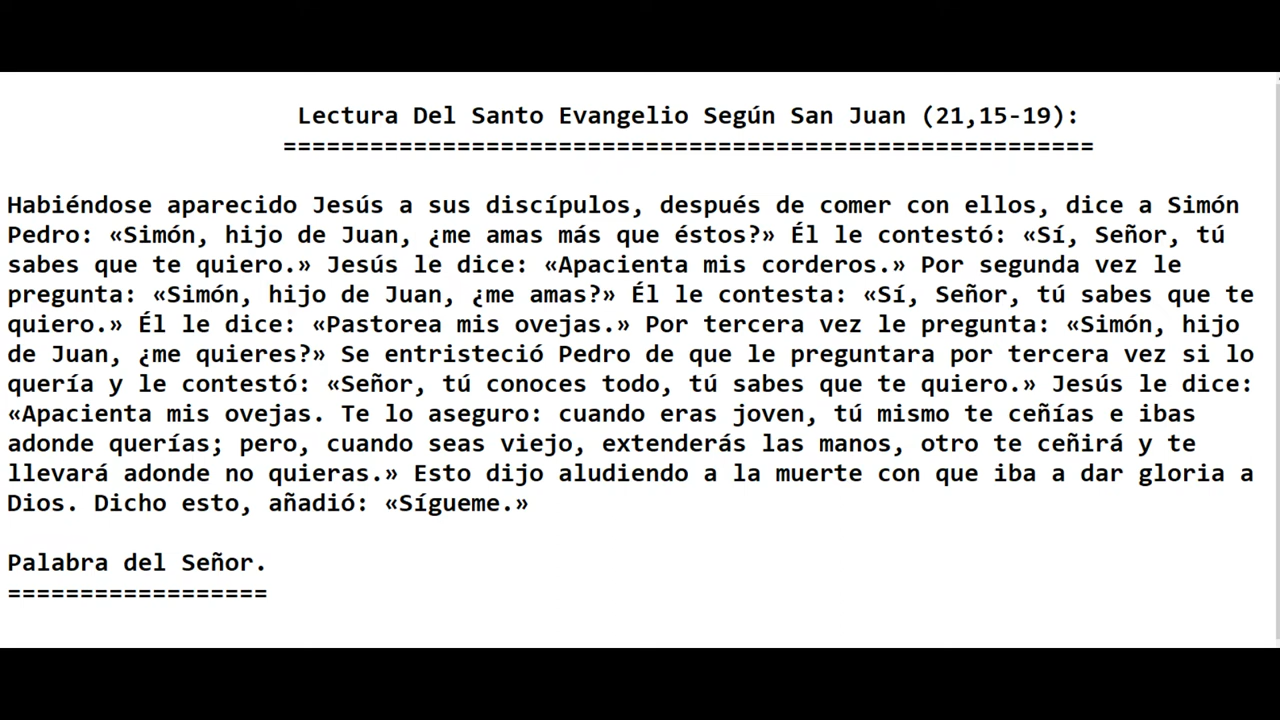 Lectura Del Santo Evangelio Según San Juan (21,15-19):
========================================================
Habiéndose aparecido Jesús a sus discípulos, después de comer con ellos, dice a Simón
Pedro: «Simón, hijo de Juan, ¿me amas más que éstos?» Él le contestó: «Sí, Señor, tú
sabes que te quiero.» Jesús le dice: «Apacienta mis corderos.» Por segunda vez le
pregunta: «Simón, hijo de Juan, ¿me amas?» Él le contesta: «Sí, Señor, tú sabes que te
quiero.» Él le dice: «Pastorea mis ovejas.» Por tercera vez le pregunta: «Simón, hijo
de Juan, ¿me quieres?» Se entristeció Pedro de que le preguntara por tercera vez si lo
quería y le contestó: «Señor, tú conoces todo, tú sabes que te quiero.» Jesús le dice:
«Apacienta mis ovejas. Te lo aseguro: cuando eras joven, tú mismo te ceñías e ibas
adonde querías; pero, cuando seas viejo, extenderás las manos, otro te ceñirá y te
llevará adonde no quieras.» Esto dijo aludiendo a la muerte con que iba a dar gloria a
Dios. Dicho esto, añadió: «Sígueme.»
Palabra del Señor.
==================